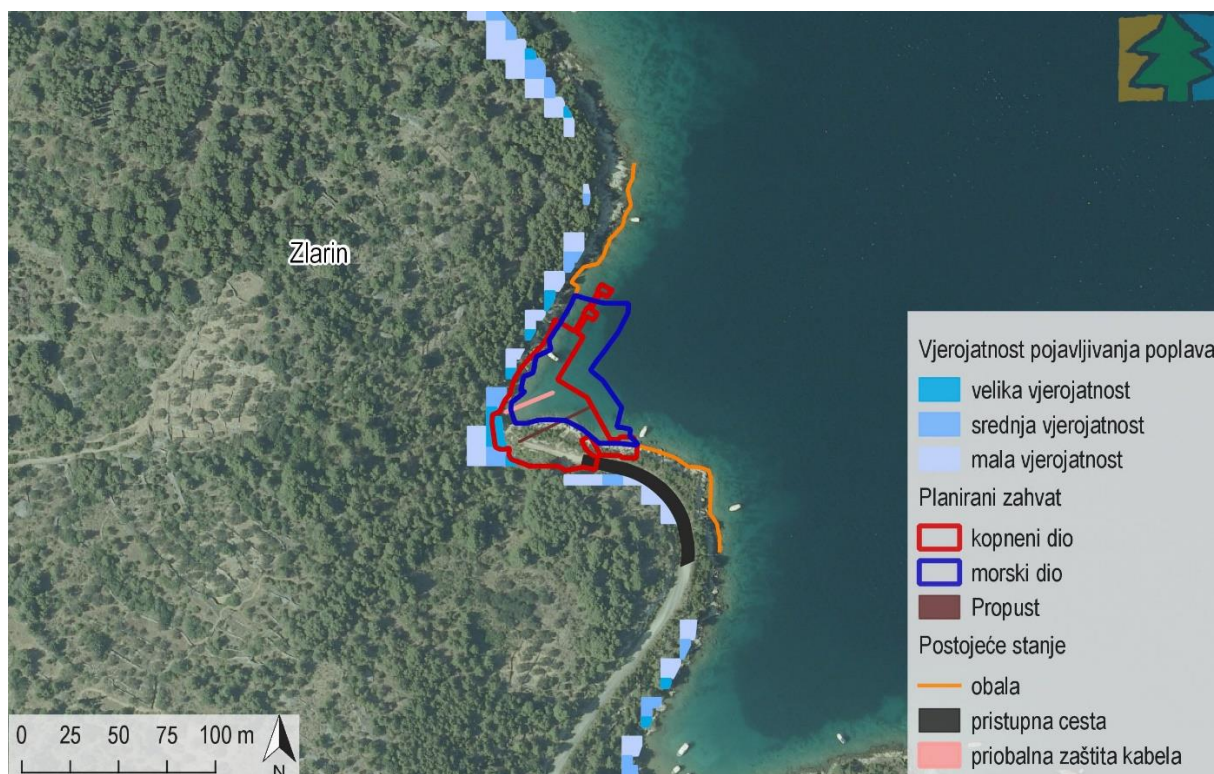 Zlarin
Vjerojatnost pojavljivanja poplava
velika vjerojatnost
srednja vjerojatnost
mala vjerojatnost
Planirani zahvat
kopneni dio
morski dio
Propust
Postojeće stanje
obala
pristupna cesta
priobalna zaštita kabela
0 25 50 75 100 m
N